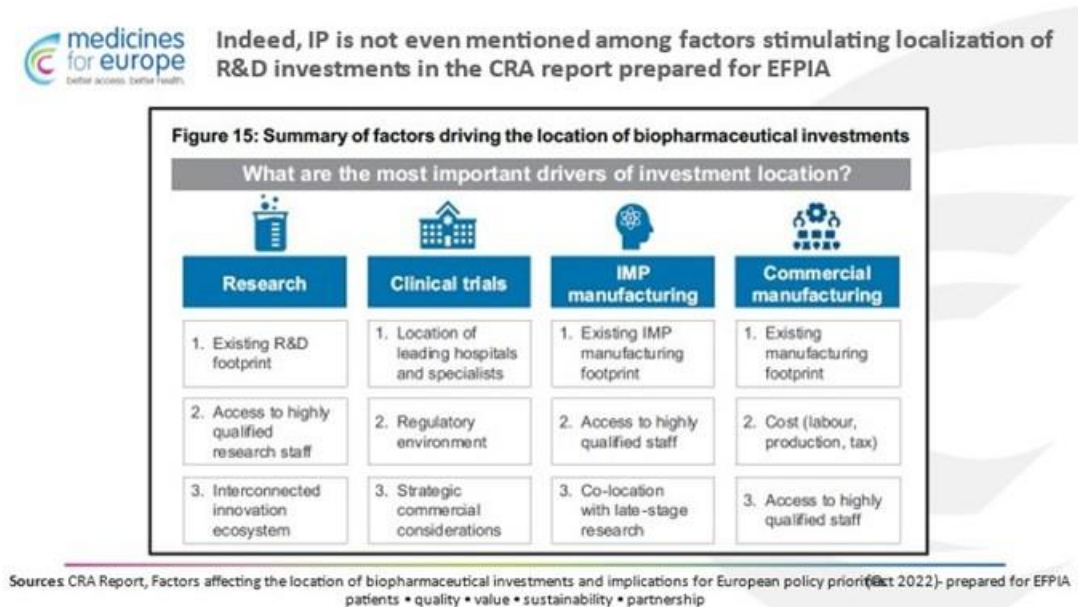 medicines
for europe
better access. better health.
Indeed, IP is not even mentioned among factors stimulating localization of
R&D investments in the CRA report prepared for EFPIA
Figure 15: Summary of factors driving the location of biopharmaceutical investments
What are the most important drivers of investment location?
Research
Clinical trials
IMP
manufacturing
Commercial
manufacturing
1. Existing R&D
footprint
1. Location of
leading hospitals
and specialists
1. Existing IMP
manufacturing
footprint
1. Existing
manufacturing
footprint
2. Access to highly
qualified
research staff
2. Regulatory
environment
2. Access to highly
qualified staff
2. Cost (labour,
production, tax)
3. Interconnected
innovation
ecosystem
3. Strategic
commercial
considerations
3. Co-location
with late-stage
research
3. Access to highly
qualified staff
Sources: CRA Report, Factors affecting the location of biopharmaceutical investments and implications for European policy priorities (Oct 2022)- prepared for EFPIA
patients • quality • value • sustainability • partnership